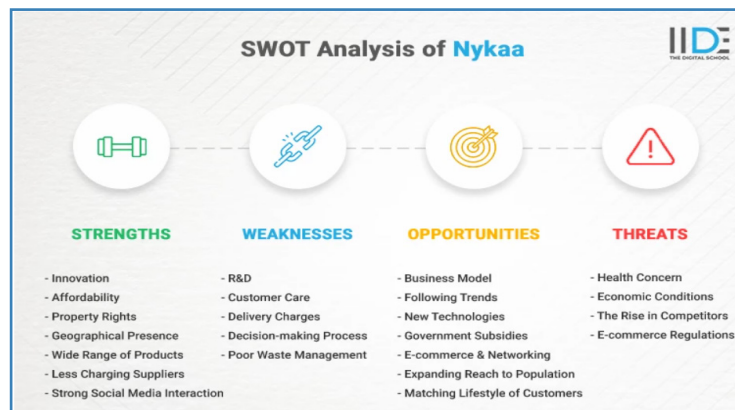 SWOT Analysis of Nykaa
IIDE
THE DIGITAL SCHOOL
STRENGTHS
- Innovation
- Affordability
- Property Rights
- Geographical Presence
- Wide Range of Products
- Less Charging Suppliers
- Strong Social Media Interaction
WEAKNESSES
- R&D
- Customer Care
- Delivery Charges
- Decision-making Process
- Poor Waste Management
OPPORTUNITIES
- Business Model
- Following Trends
- New Technologies
- Government Subsidies
- E-commerce & Networking
- Expanding Reach to Population
- Matching Lifestyle of Customers
THREATS
- Health Concern
- Economic Conditions
- The Rise in Competitors
- E-commerce Regulations